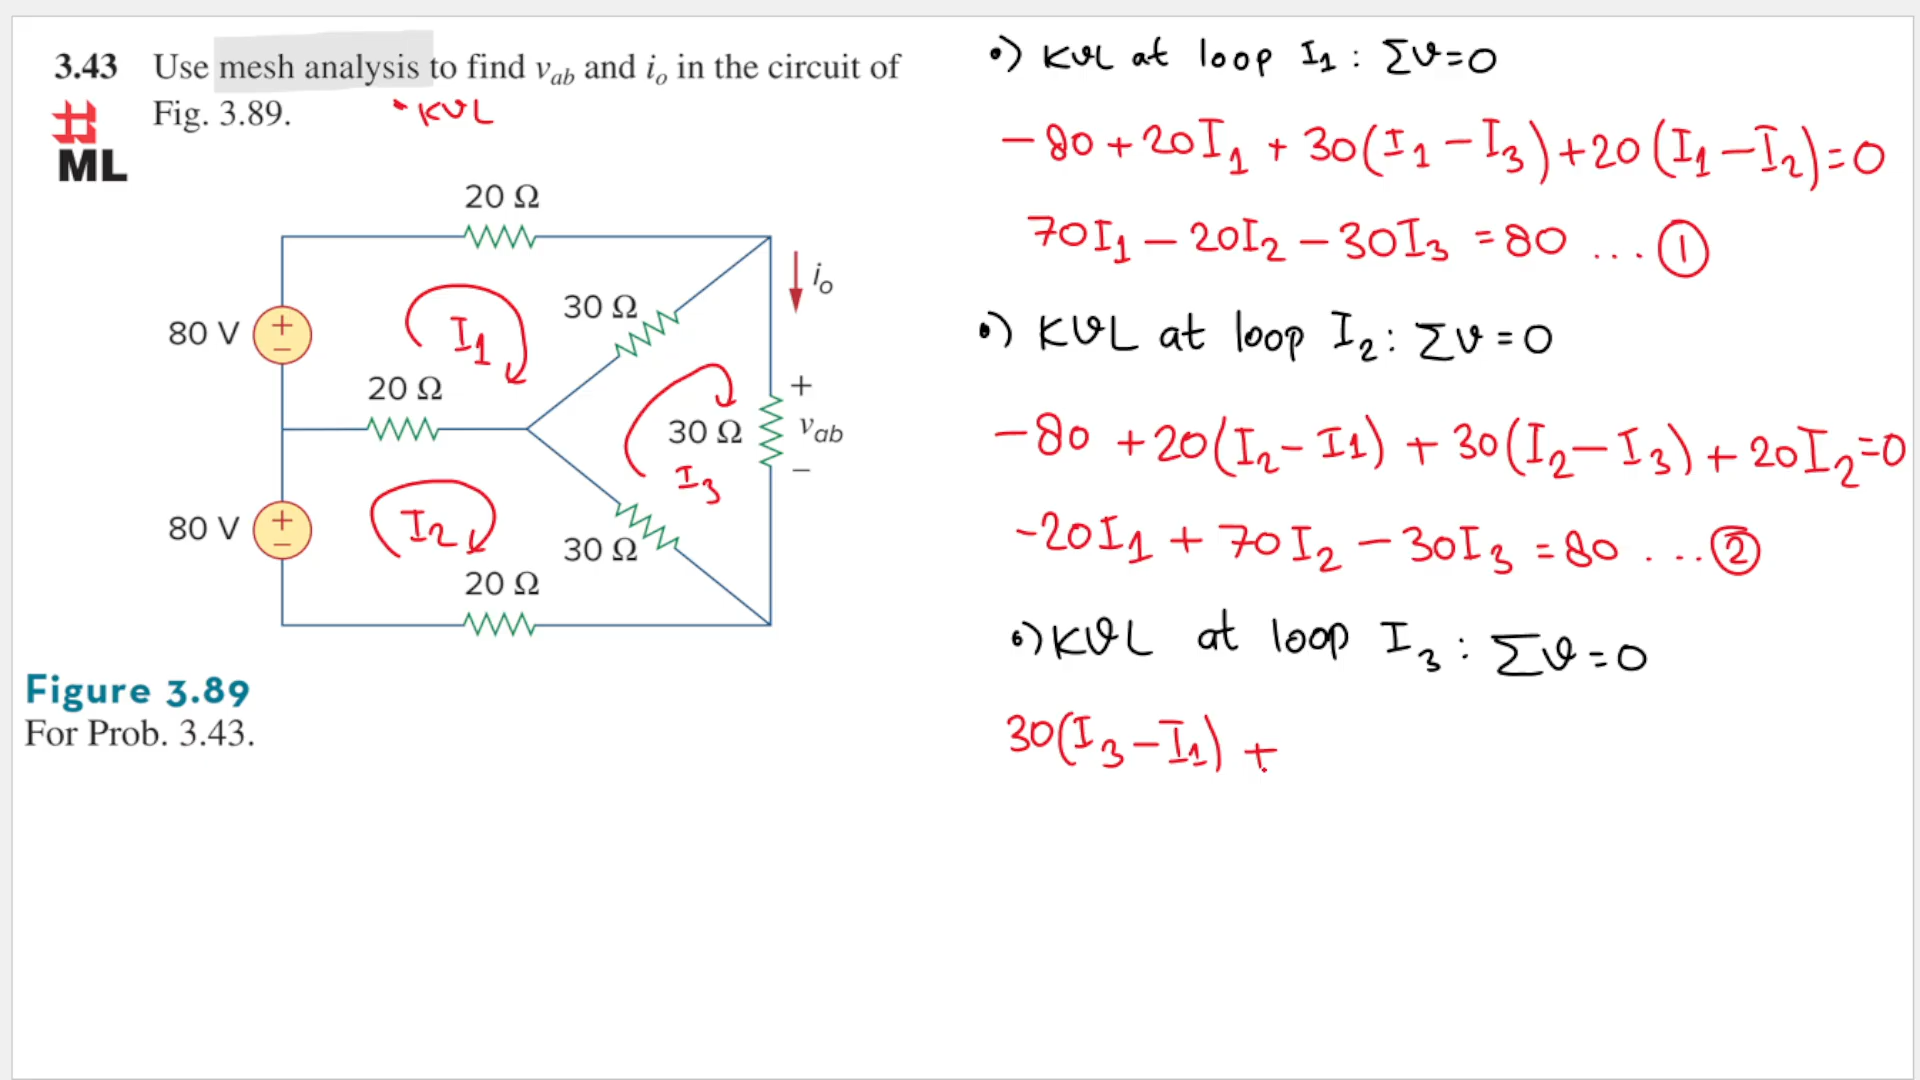 3.43 Use mesh analysis to find v_ab and i_o in the circuit of
Fig. 3.89.
• KVL
ML
20 Ω
i_o
30 Ω
80 V
+
−
I₁
20 Ω
+
30 Ω
v_ab
−
I₃
80 V
+
−
I₂
30 Ω
20 Ω
Figure 3.89
For Prob. 3.43.
•) KVL at loop I₁ : Σv=0
−80+20I₁ + 30(I₁−I₃)+20(I₁−I₂)=0
70I₁ − 20I₂ − 30I₃ = 80 ... ①
•) KVL at loop I₂ : Σv = 0
−80 +20(I₂−I1) + 30(I₂−I₃) + 20I₂=0
-20I₁ + 70I₂ − 30I₃ = 80 ... ②
•) KVL at loop I₃ : Σv=0
30(I₃−I₁) +